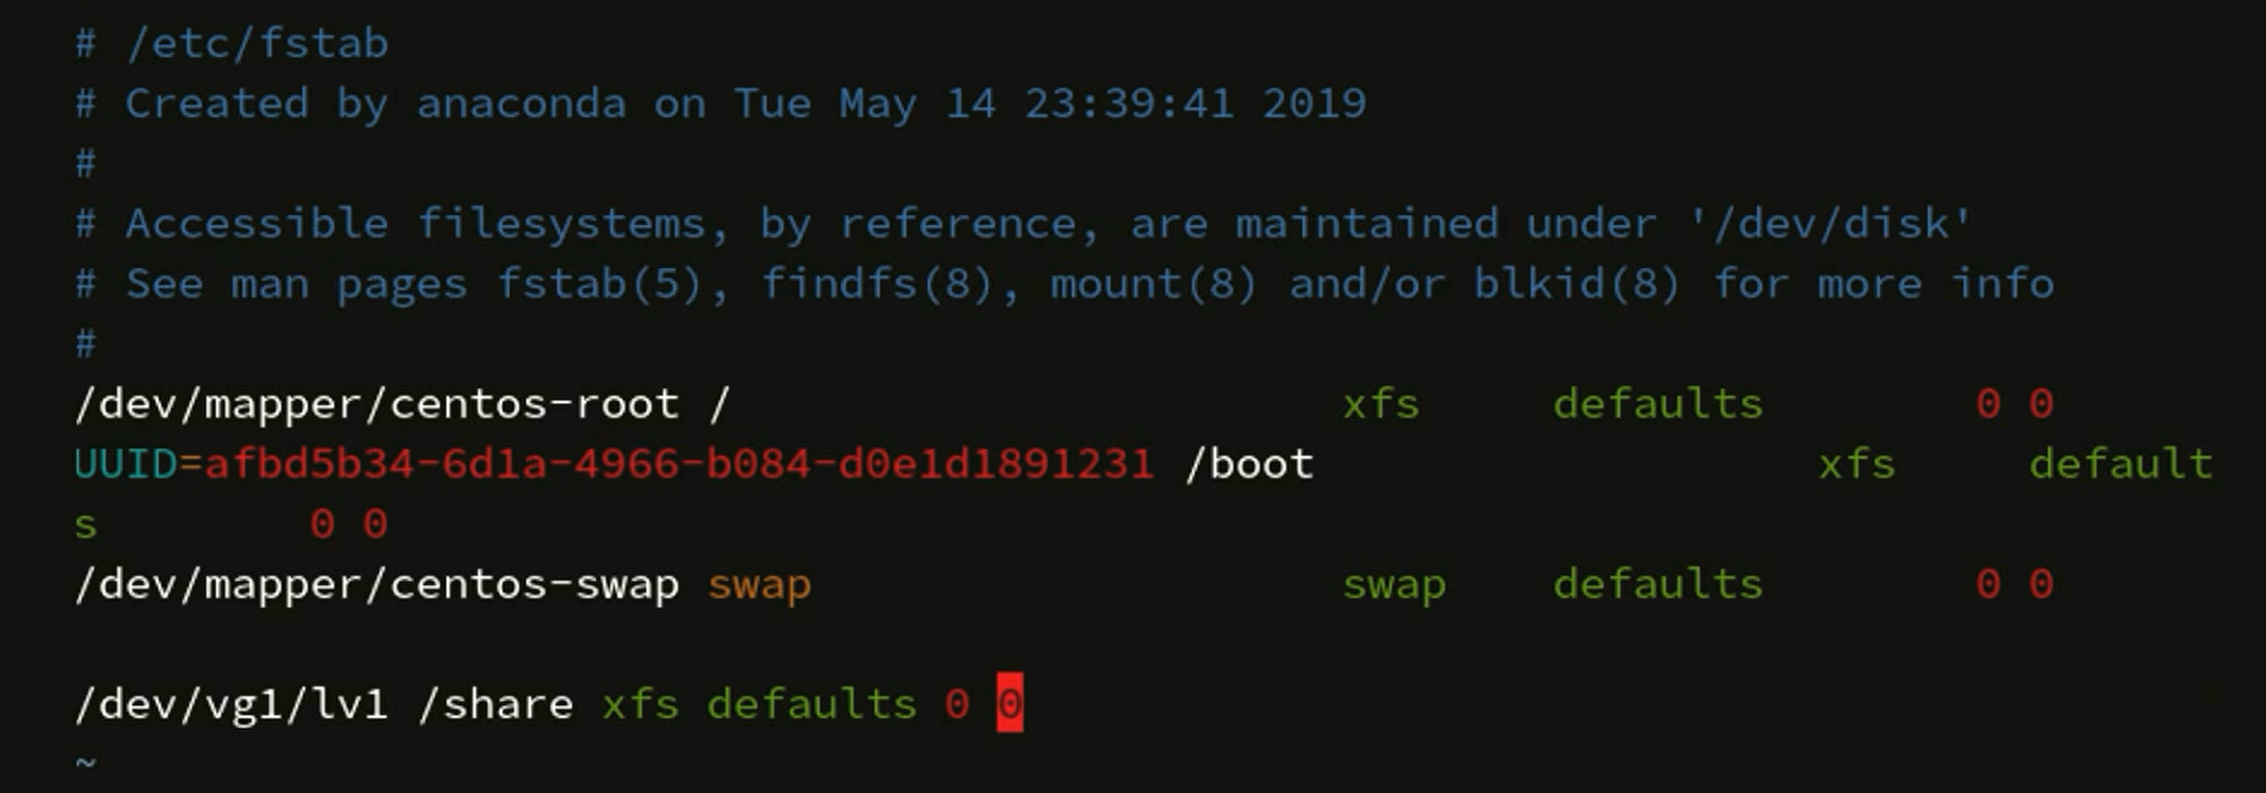 # /etc/fstab
# Created by anaconda on Tue May 14 23:39:41 2019
#
# Accessible filesystems, by reference, are maintained under '/dev/disk'
# See man pages fstab(5), findfs(8), mount(8) and/or blkid(8) for more info
#
/dev/mapper/centos-root / xfs defaults 0 0
UUID=afbd5b34-6d1a-4966-b084-d0e1d1891231 /boot xfs default
s 0 0
/dev/mapper/centos-swap swap swap defaults 0 0
/dev/vg1/lv1 /share xfs defaults 0 0
~